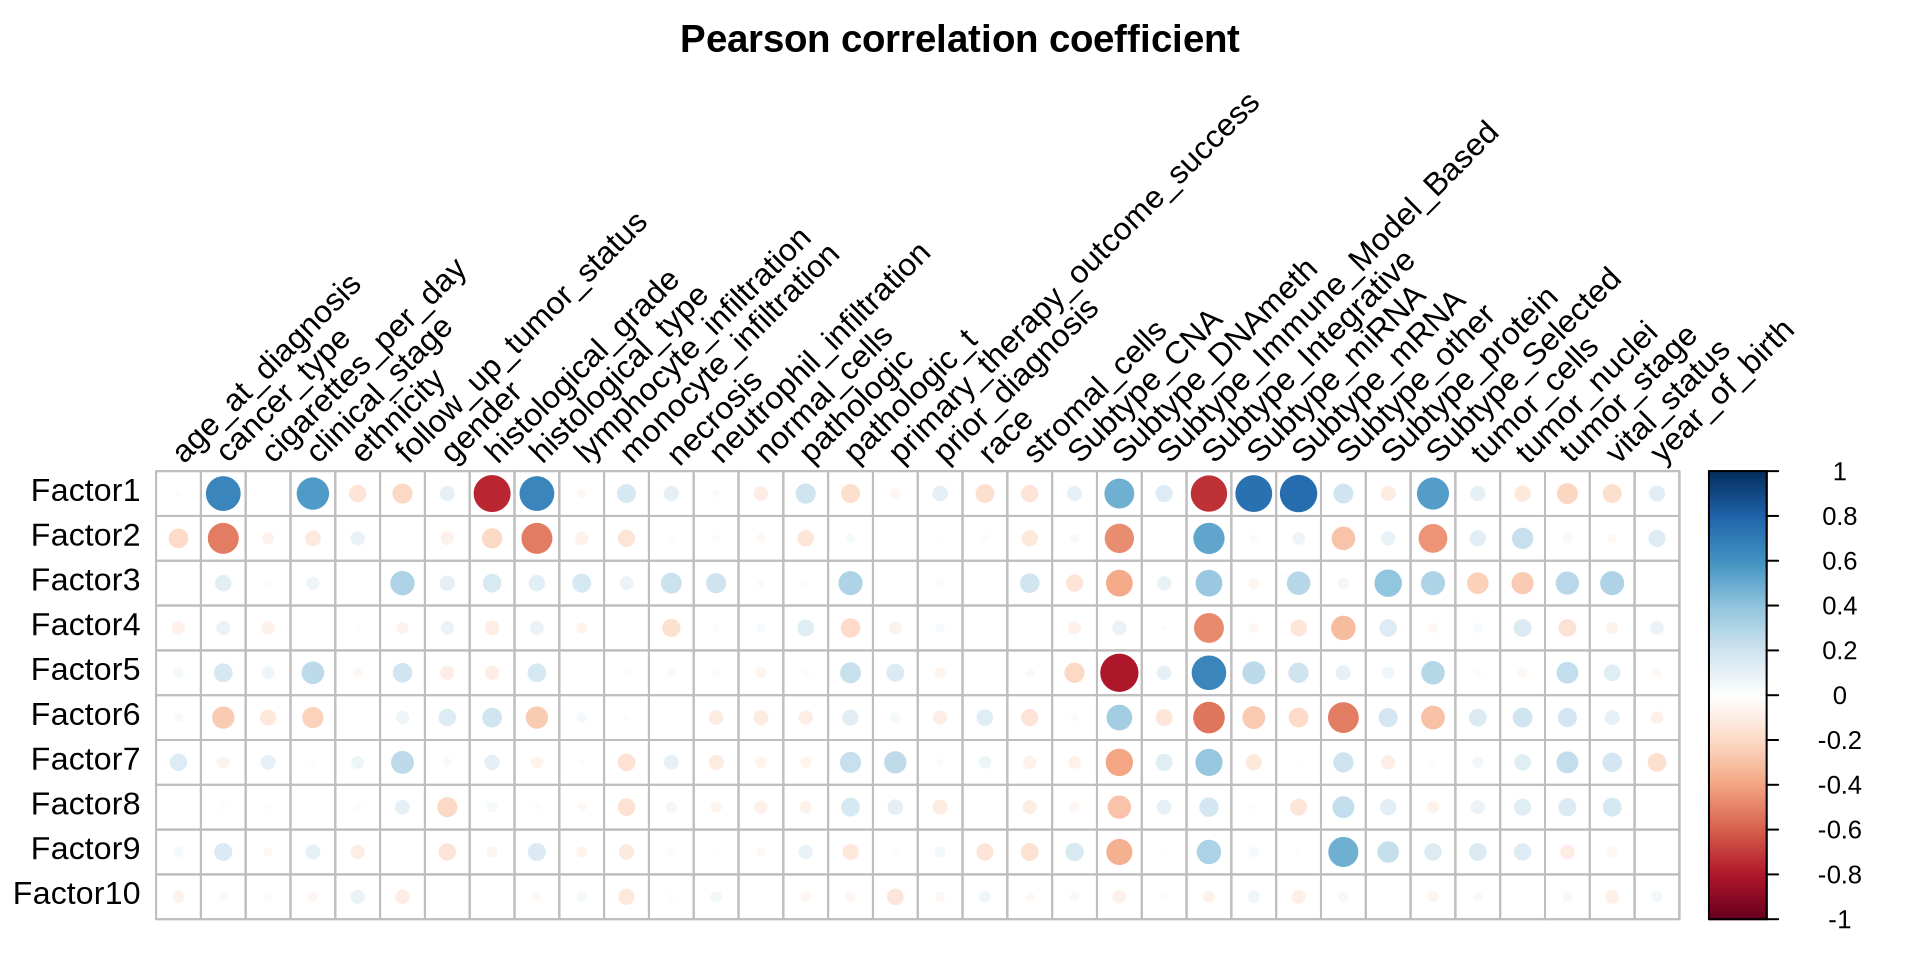 Pearson correlation coefficient
age_at_diagnosis
cancer_type
cigarettes_per_day
clinical_stage
ethnicity
follow_up_tumor_status
gender
histological_grade
histological_type
lymphocyte_infiltration
monocyte_infiltration
necrosis
neutrophil_infiltration
normal_cells
pathologic
pathologic_t
primary_therapy_outcome_success
prior_diagnosis
race
stromal_cells
Subtype_CNA
Subtype_DNAmeth
Subtype_Immune_Model_Based
Subtype_Integrative
Subtype_miRNA
Subtype_mRNA
Subtype_other
Subtype_protein
Subtype_Selected
tumor_cells
tumor_nuclei
tumor_stage
vital_status
year_of_birth
Factor1
Factor2
Factor3
Factor4
Factor5
Factor6
Factor7
Factor8
Factor9
Factor10
1
0.8
0.6
0.4
0.2
0
-0.2
-0.4
-0.6
-0.8
-1